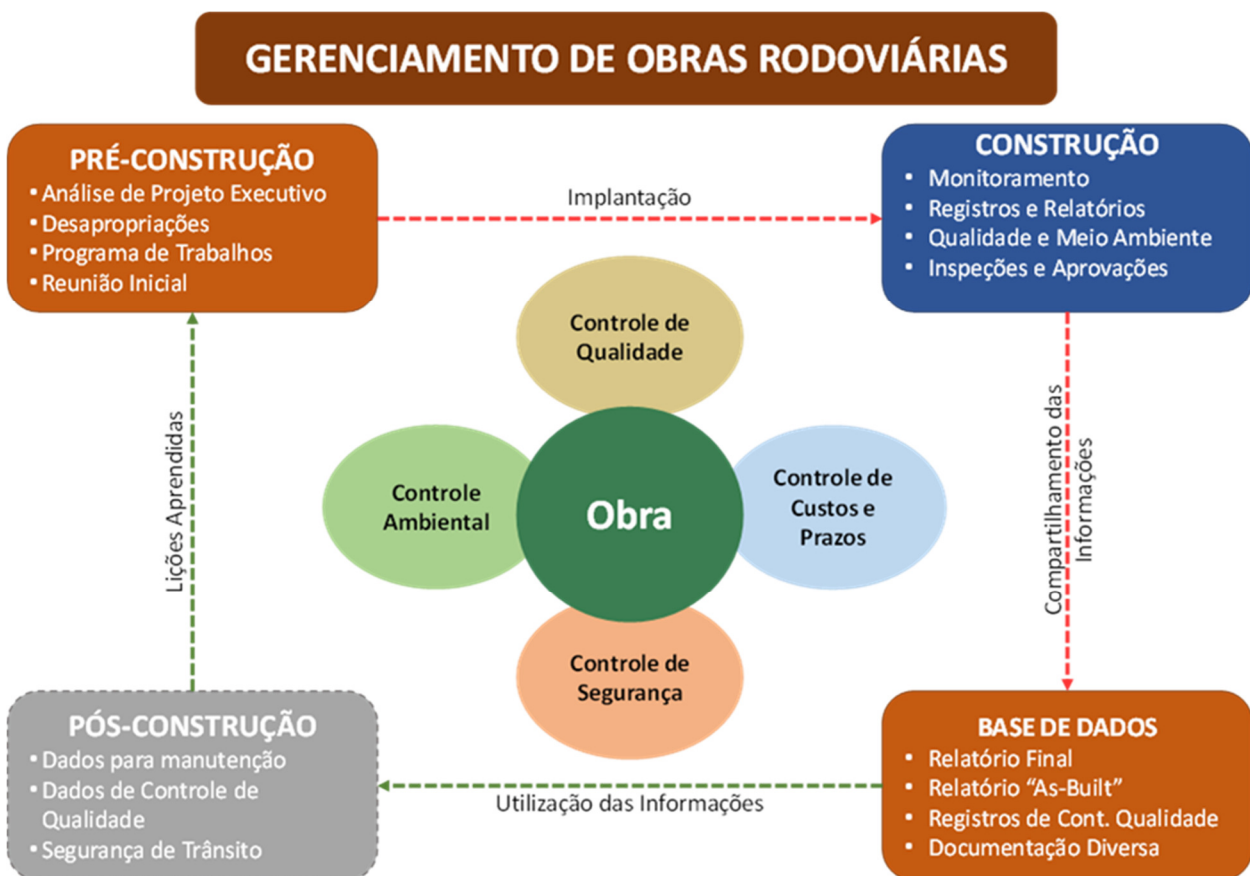 GERENCIAMENTO DE OBRAS RODOVIÁRIAS
PRÉ-CONSTRUÇÃO
▪ Análise de Projeto Executivo
▪ Desapropriações
▪ Programa de Trabalhos
▪ Reunião Inicial
Implantação
CONSTRUÇÃO
• Monitoramento
• Registros e Relatórios
• Qualidade e Meio Ambiente
• Inspeções e Aprovações
Controle de
Qualidade
Controle
Ambiental
Obra
Controle de
Custos e
Prazos
Controle de
Segurança
Lições Aprendidas
Compartilhamento das
Informações
PÓS-CONSTRUÇÃO
▪ Dados para manutenção
▪ Dados de Controle de
Qualidade
▪ Segurança de Trânsito
Utilização das Informações
BASE DE DADOS
• Relatório Final
• Relatório “As-Built”
• Registros de Cont. Qualidade
• Documentação Diversa